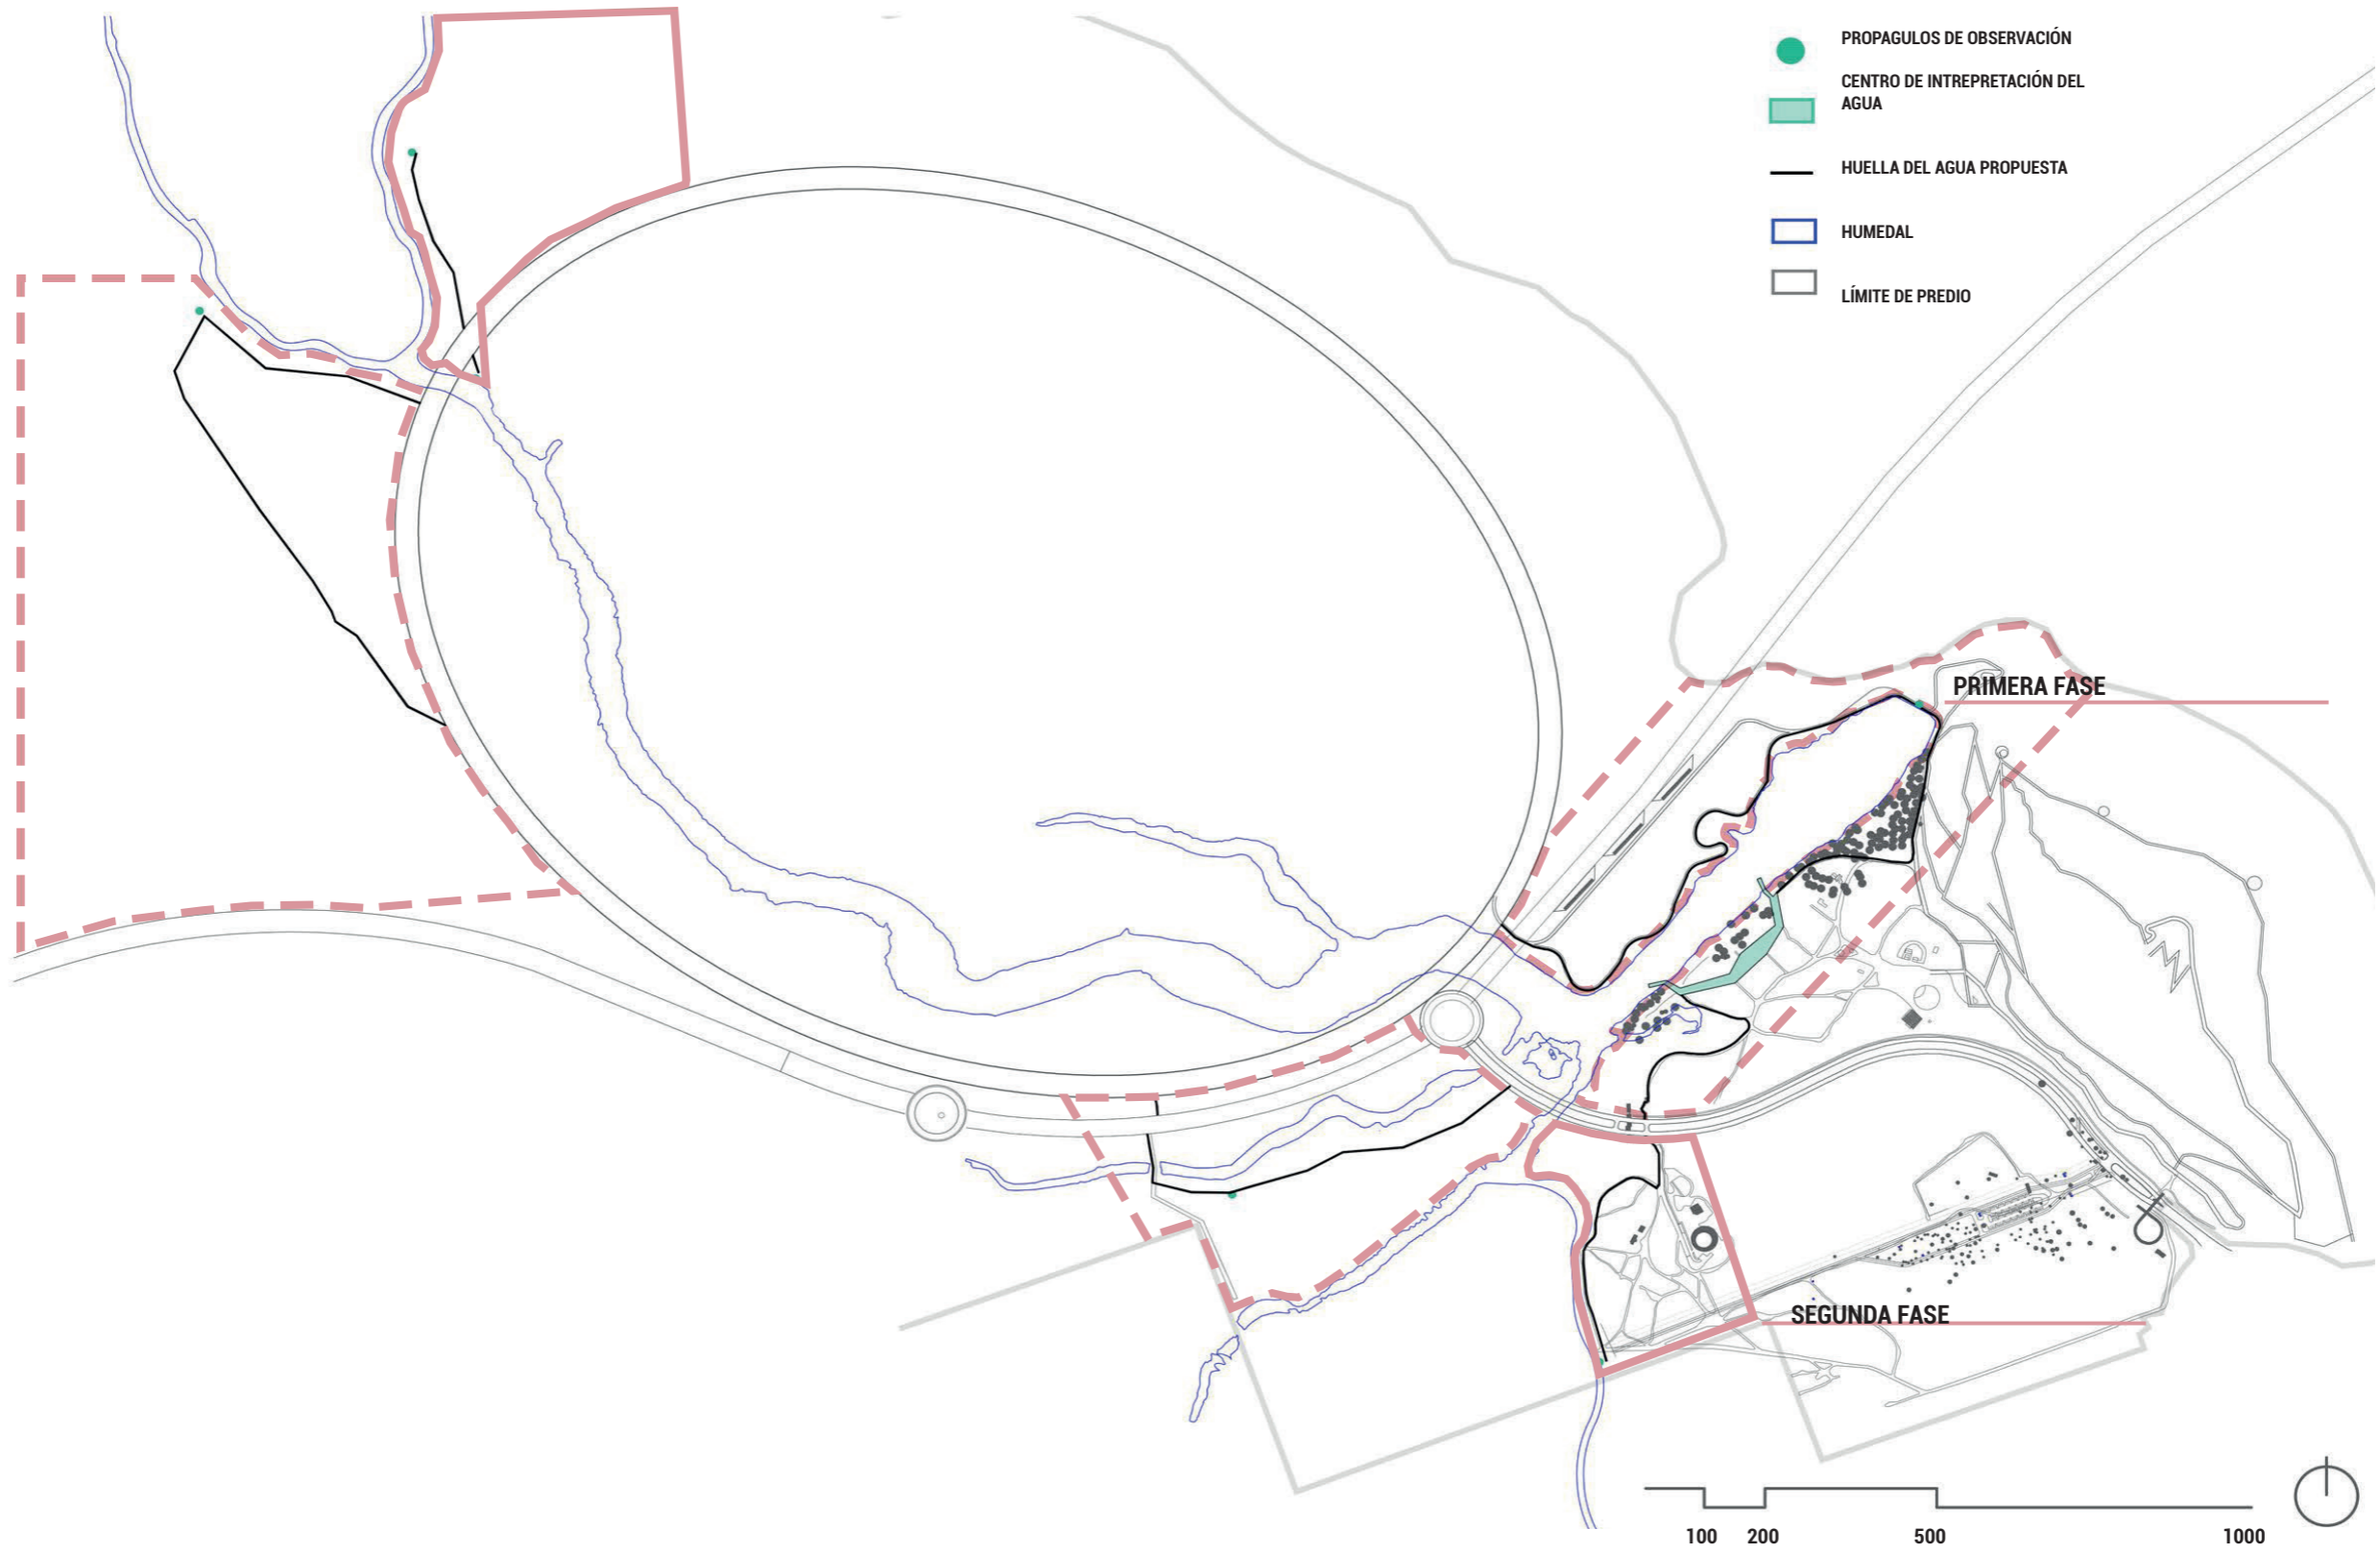 PROPAGULOS DE OBSERVACIÓN
CENTRO DE INTREPRETACIÓN DEL
AGUA
HUELLA DEL AGUA PROPUESTA
HUMEDAL
LÍMITE DE PREDIO
PRIMERA FASE
SEGUNDA FASE
100 200 500 1000